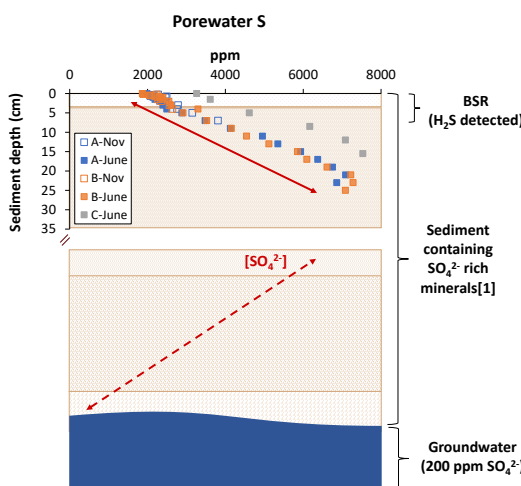 Porewater S
ppm
0 2000 4000 6000 8000
Sediment depth (cm)
0
5
10
15
20
25
30
35
A-Nov
A-June
B-Nov
B-June
C-June
BSR
(H₂S detected)
[SO₄²⁻]
Sediment
containing
SO₄²⁻ rich
minerals[1]
Groundwater
(200 ppm SO₄²⁻)